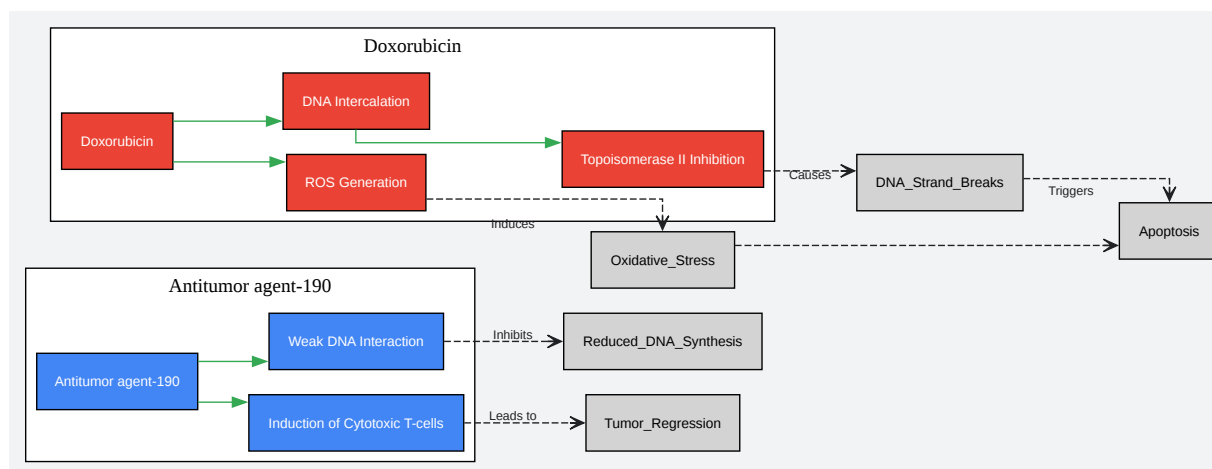 Doxorubicin
DNA Intercalation
Doxorubicin
Topoisomerase II Inhibition
ROS Generation
Causes
DNA_Strand_Breaks
Triggers
Induces
Apoptosis
Oxidative_Stress
Antitumor agent-190
Weak DNA Interaction
Inhibits
Reduced_DNA_Synthesis
Antitumor agent-190
Induction of Cytotoxic T-cells
Leads to
Tumor_Regression